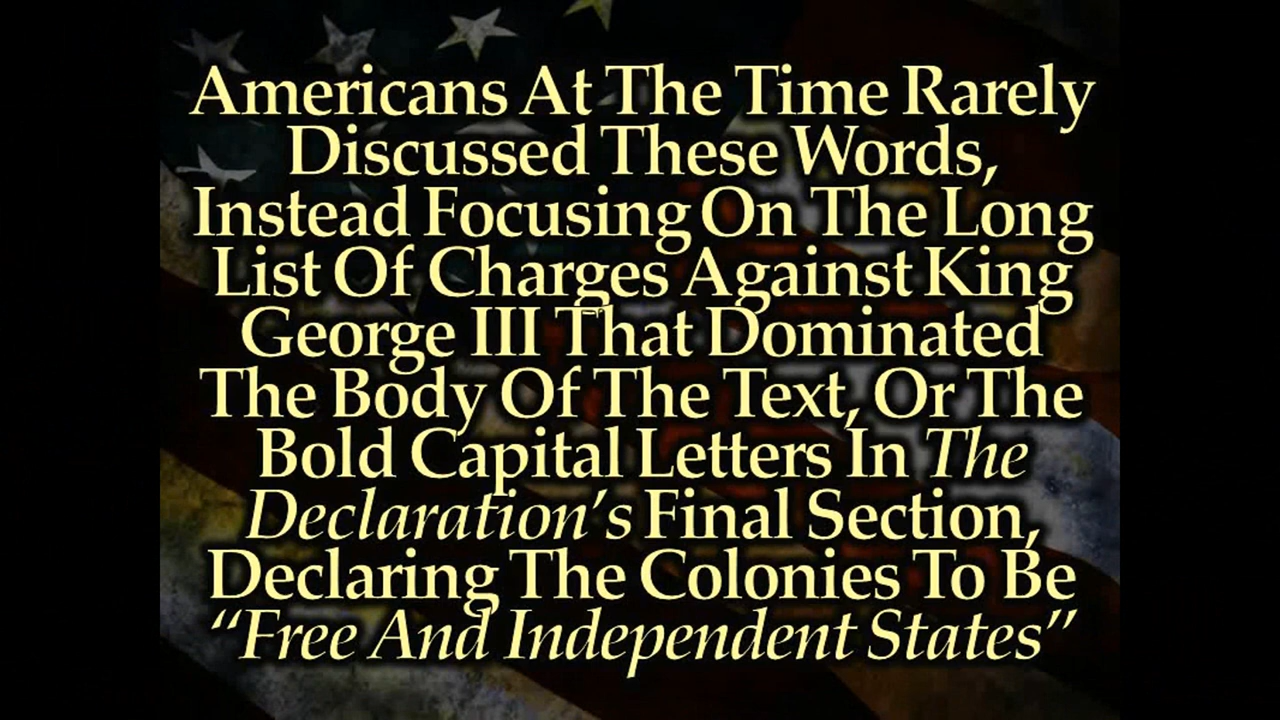 Americans At The Time Rarely
Discussed These Words,
Instead Focusing On The Long
List Of Charges Against King
George III That Dominated
The Body Of The Text, Or The
Bold Capital Letters In The
Declaration’s Final Section,
Declaring The Colonies To Be
“Free And Independent States”